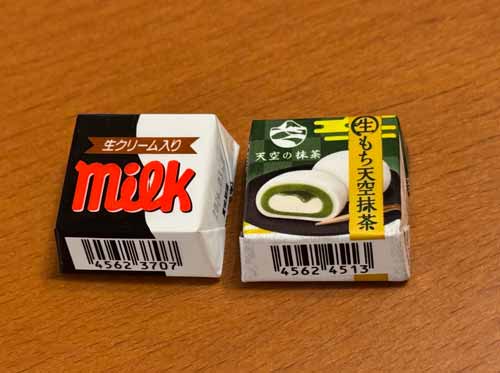 生クリーム入り
milk
4562 3707
天空の抹茶
生もち天空抹茶
4562 4513